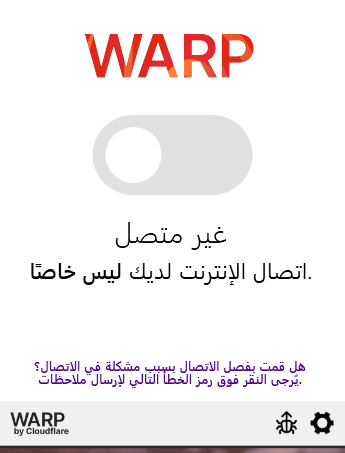 WARP
غير متصل
اتصال الإنترنت لديك ليس خاصًا.
هل قمت بفصل الاتصال بسبب مشكلة في الاتصال؟
يُرجى النقر فوق رمز الخطأ التالي لإرسال ملاحظات.
WARP
by Cloudflare